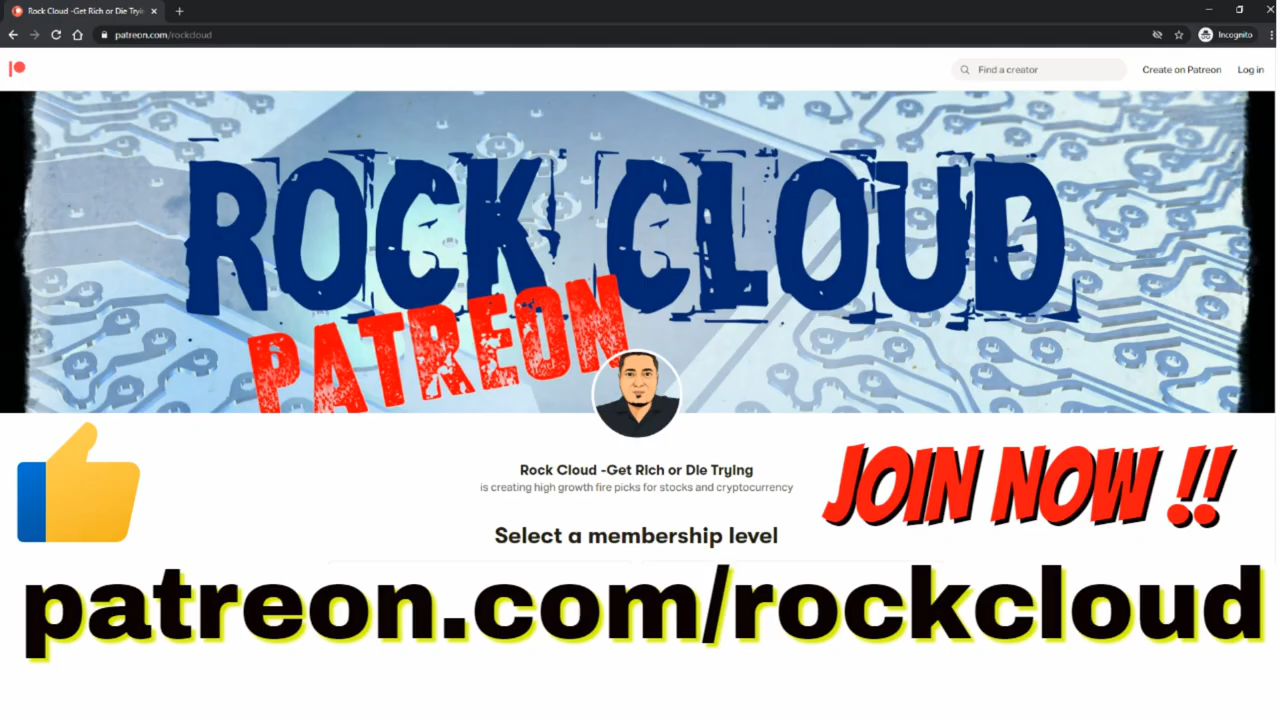 Rock Cloud -Get Rich or Die Tryin
patreon.com/rockcloud
Incognito
Find a creator
Create on Patreon
Log in
ROCK CLOUD
PATREON
Rock Cloud -Get Rich or Die Trying
is creating high growth fire picks for stocks and cryptocurrency
JOIN NOW !!
Select a membership level
patreon.com/rockcloud